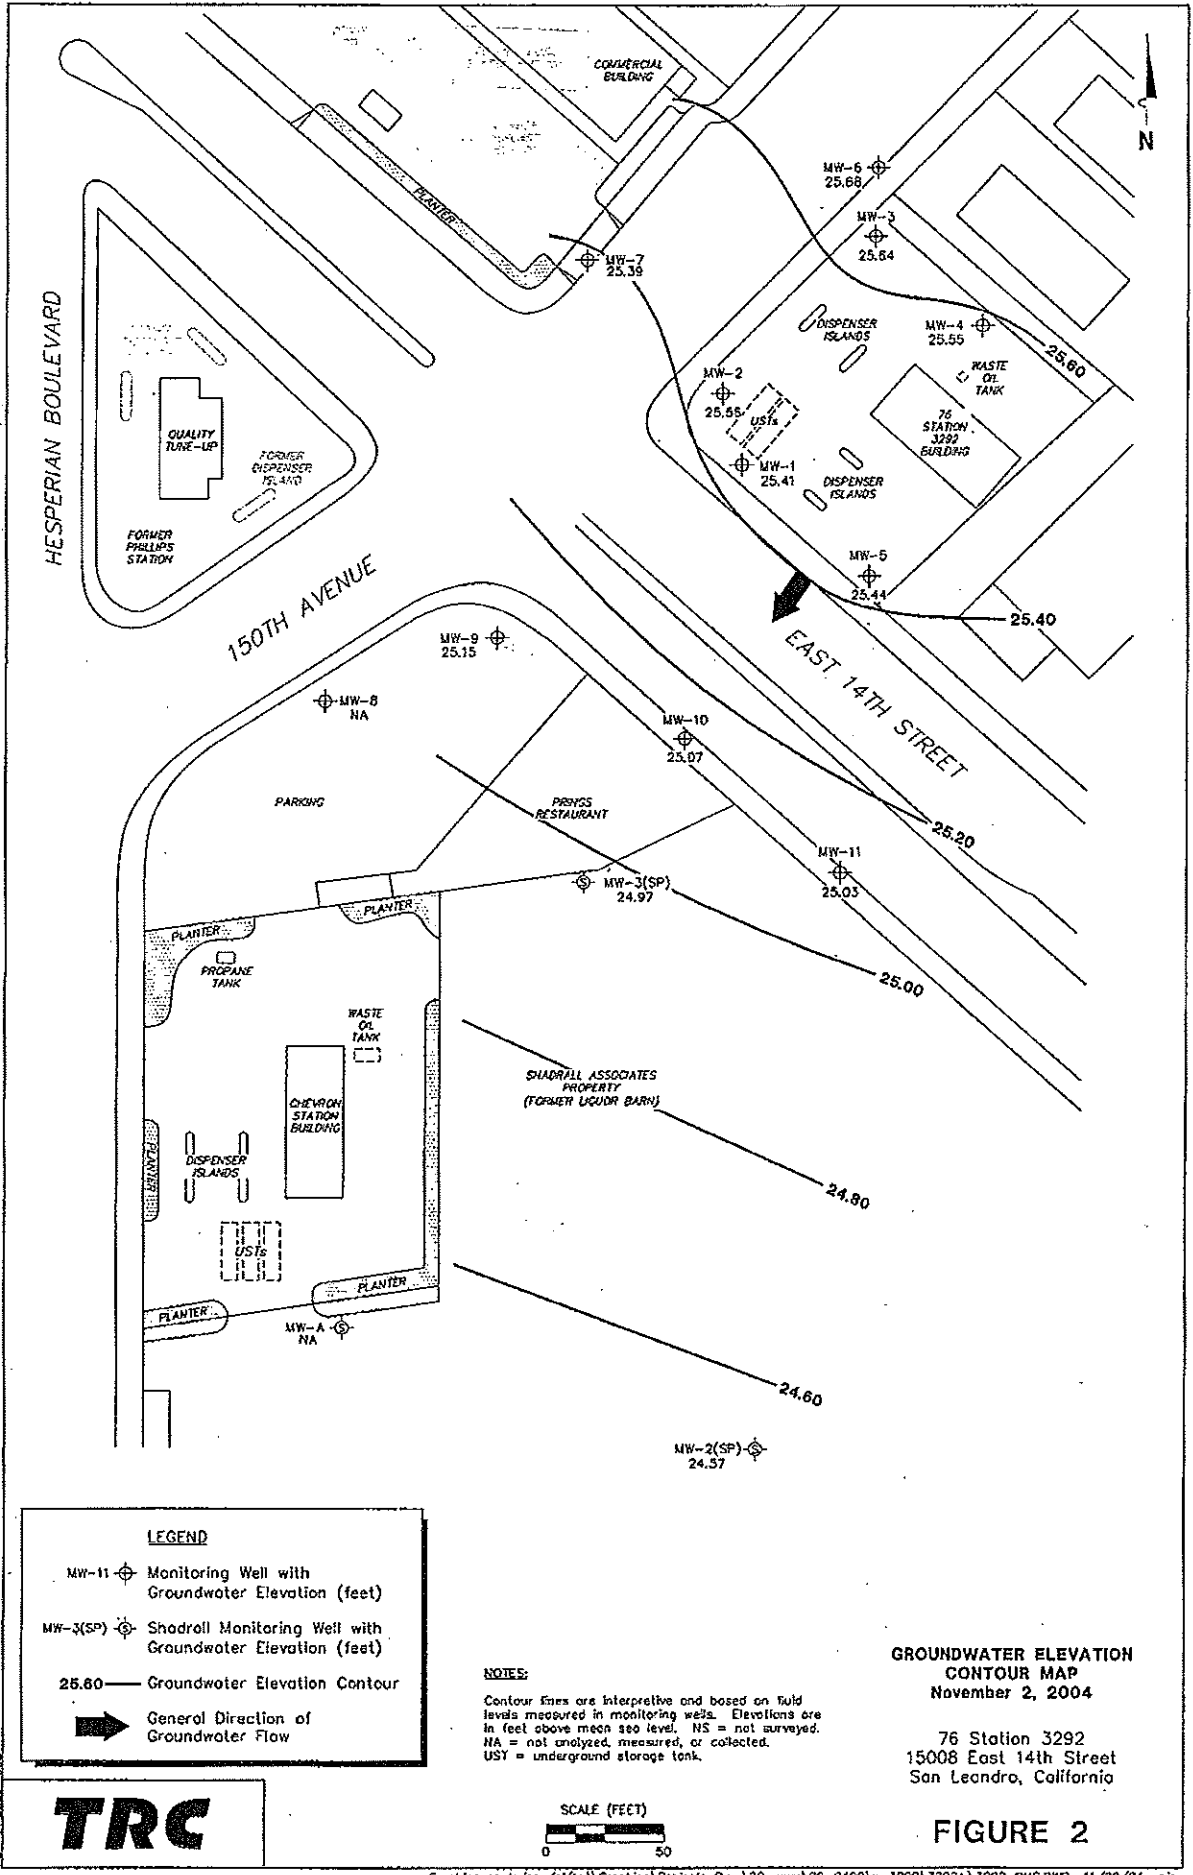 COMMERCIAL
BUILDING
N
MW-6
25.68
MW-3
25.64
PLANTER
MW-7
25.39
HESPERIAN BOULEVARD
DISPENSER
ISLANDS
MW-4
25.55
25.60
WASTE
OIL
TANK
MW-2
USTs
76
STATION
3292
BUILDING
QUALITY
TUNE-UP
FORMER
DISPENSER
ISLAND
MW-1
25.41
DISPENSER
ISLANDS
FORMER
PHILLIPS
STATION
MW-5
25.44
150TH AVENUE
25.40
MW-9
25.15
EAST 14TH STREET
MW-8
NA
MW-10
25.07
PARKING
RESTAURANT
25.20
MW-11
25.03
MW-3(SP)
24.97
PLANTER
PLANTER
PROPANE
TANK
25.00
WASTE
OIL
TANK
SHADRALL ASSOCIATES
PROPERTY
(FORMER LIQUOR BARN)
CHEVRON
STATION
BUILDING
PLANTER
DISPENSER
ISLANDS
24.80
USTs
PLANTER
PLANTER
MW-A
NA
24.60
MW-2(SP)
24.57
LEGEND
MW-11 Monitoring Well with
Groundwater Elevation (feet)
MW-3(SP) Shadrall Monitoring Well with
Groundwater Elevation (feet)
25.60 Groundwater Elevation Contour
General Direction of
Groundwater Flow
NOTES:
Contour lines are interpretive and based on fluid
levels measured in monitoring wells. Elevations are
in feet above mean sea level. NS = not surveyed.
NA = not analyzed, measured, or collected.
UST = underground storage tank.
GROUNDWATER ELEVATION
CONTOUR MAP
November 2, 2004
76 Station 3292
15008 East 14th Street
San Leandro, California
TRC
SCALE (FEET)
0 50
FIGURE 2